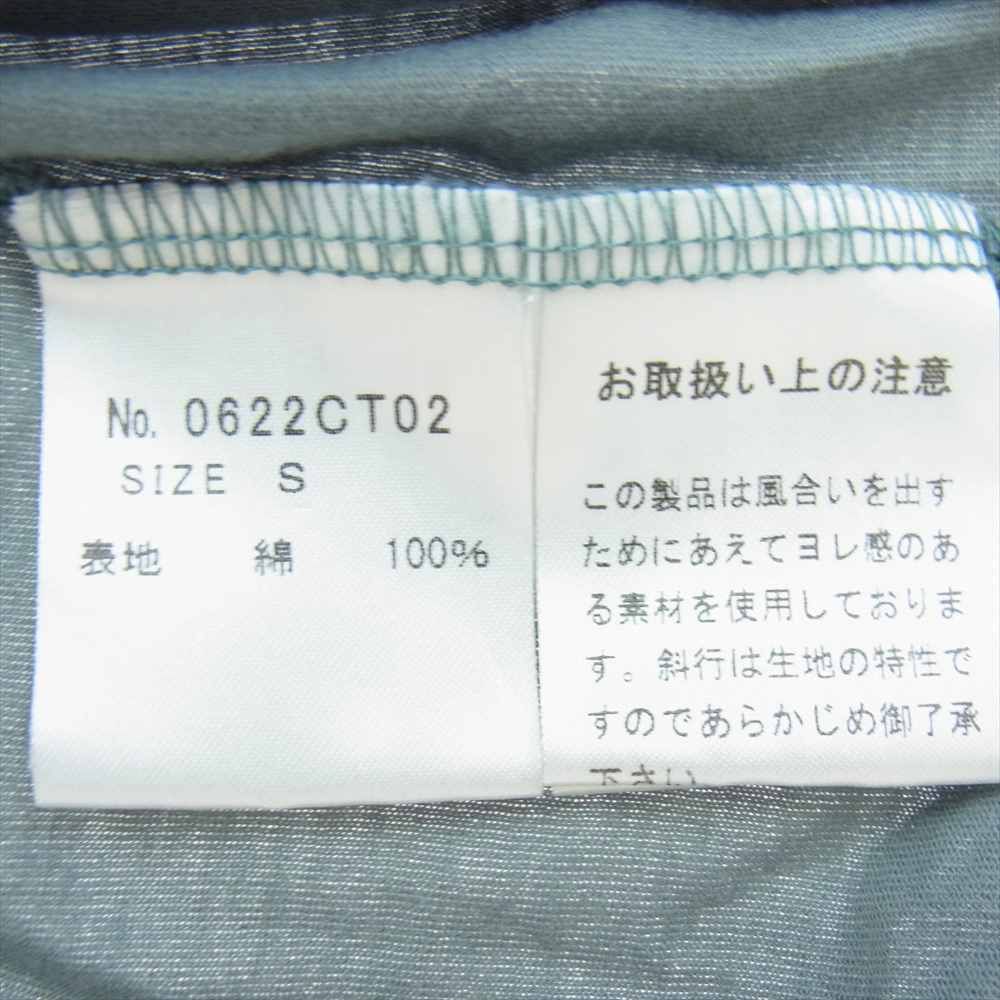 No. 0622CT02
SIZE S
表地 綿 100%
お取扱い上の注意
この製品は風合いを出す
ためにあえてヨレ感のあ
る素材を使用しておりま
す。斜行は生地の特性で
すのであらかじめ御了承
下さい